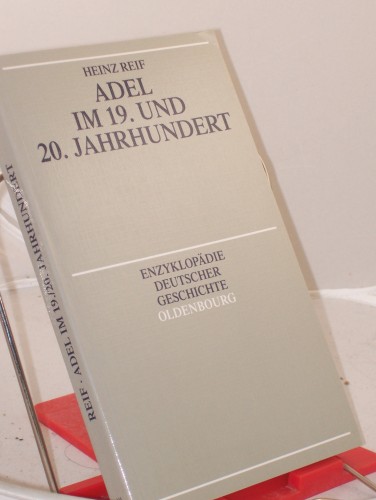 HEINZ REIF
ADEL
IM 19. UND
20. JAHRHUNDERT
ENZYKLOPÄDIE
DEUTSCHER
GESCHICHTE
OLDENBOURG
REIF · ADEL IM 19./20. JAHRHUNDERT